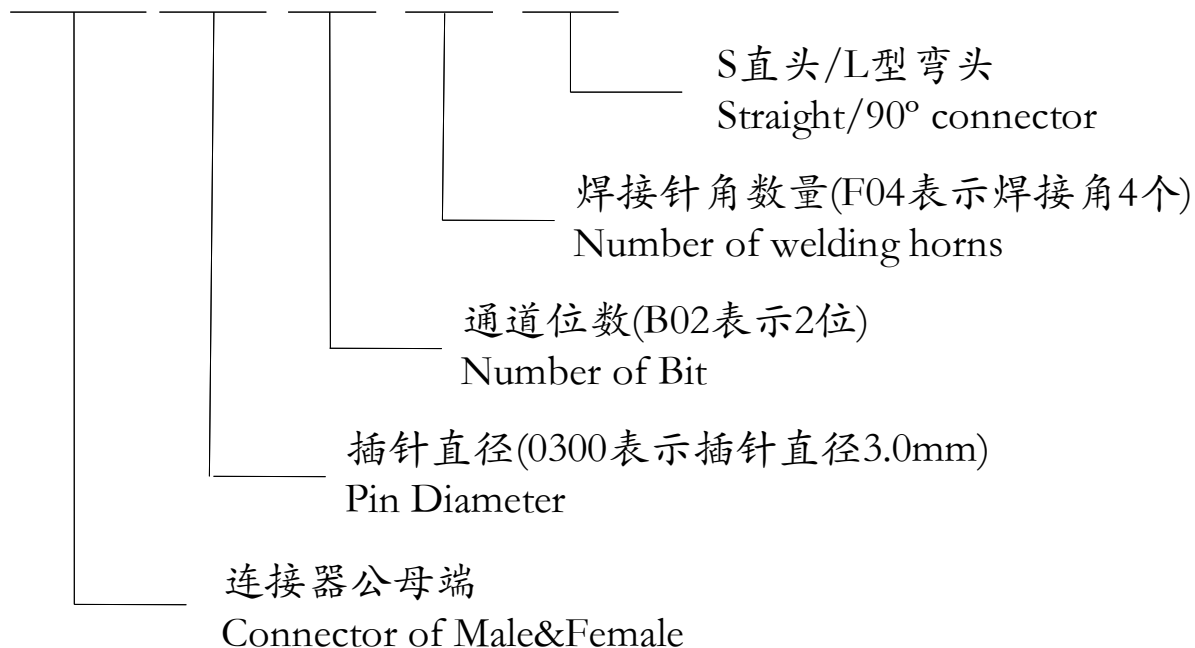 S直头/L型弯头
Straight/90º connector
焊接针角数量(F04表示焊接角4个)
Number of welding horns
通道位数(B02表示2位)
Number of Bit
插针直径(0300表示插针直径3.0mm)
Pin Diameter
连接器公母端
Connector of Male&Female